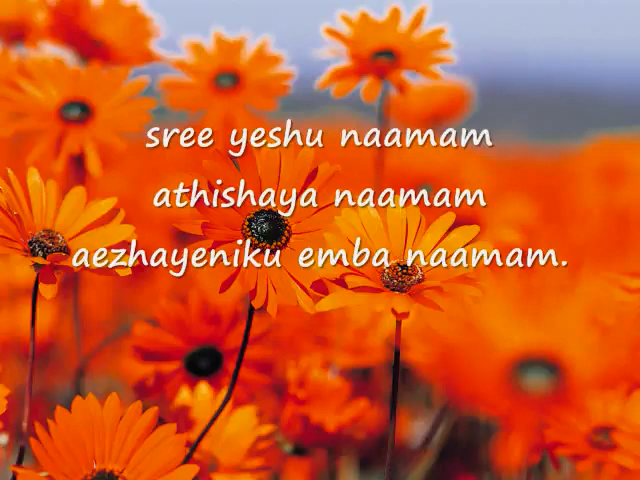 sree yeshu naamam
athishaya naamam
aezhayeniku emba naamam.